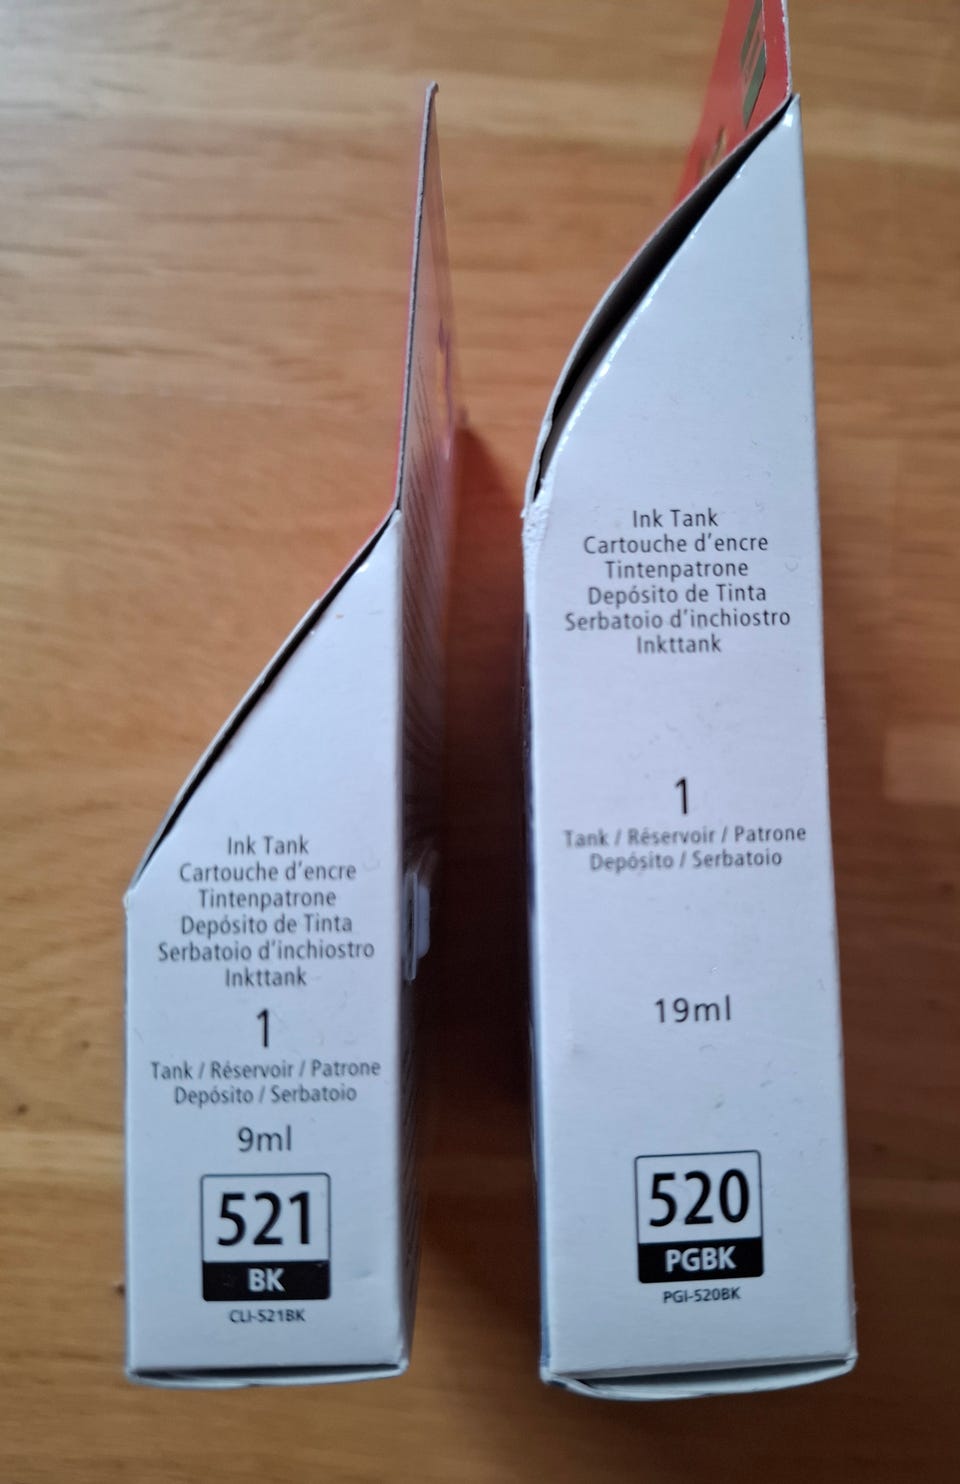 Ink Tank
Cartouche d'encre
Tintenpatrone
Depósito de Tinta
Serbatoio d'inchiostro
Inkttank
1
Tank / Réservoir / Patrone
Depósito / Serbatoio
9ml
521
BK
CLI-521BK
Ink Tank
Cartouche d'encre
Tintenpatrone
Depósito de Tinta
Serbatoio d'inchiostro
Inkttank
1
Tank / Réservoir / Patrone
Depósito / Serbatoio
19ml
520
PGBK
PGI-520BK